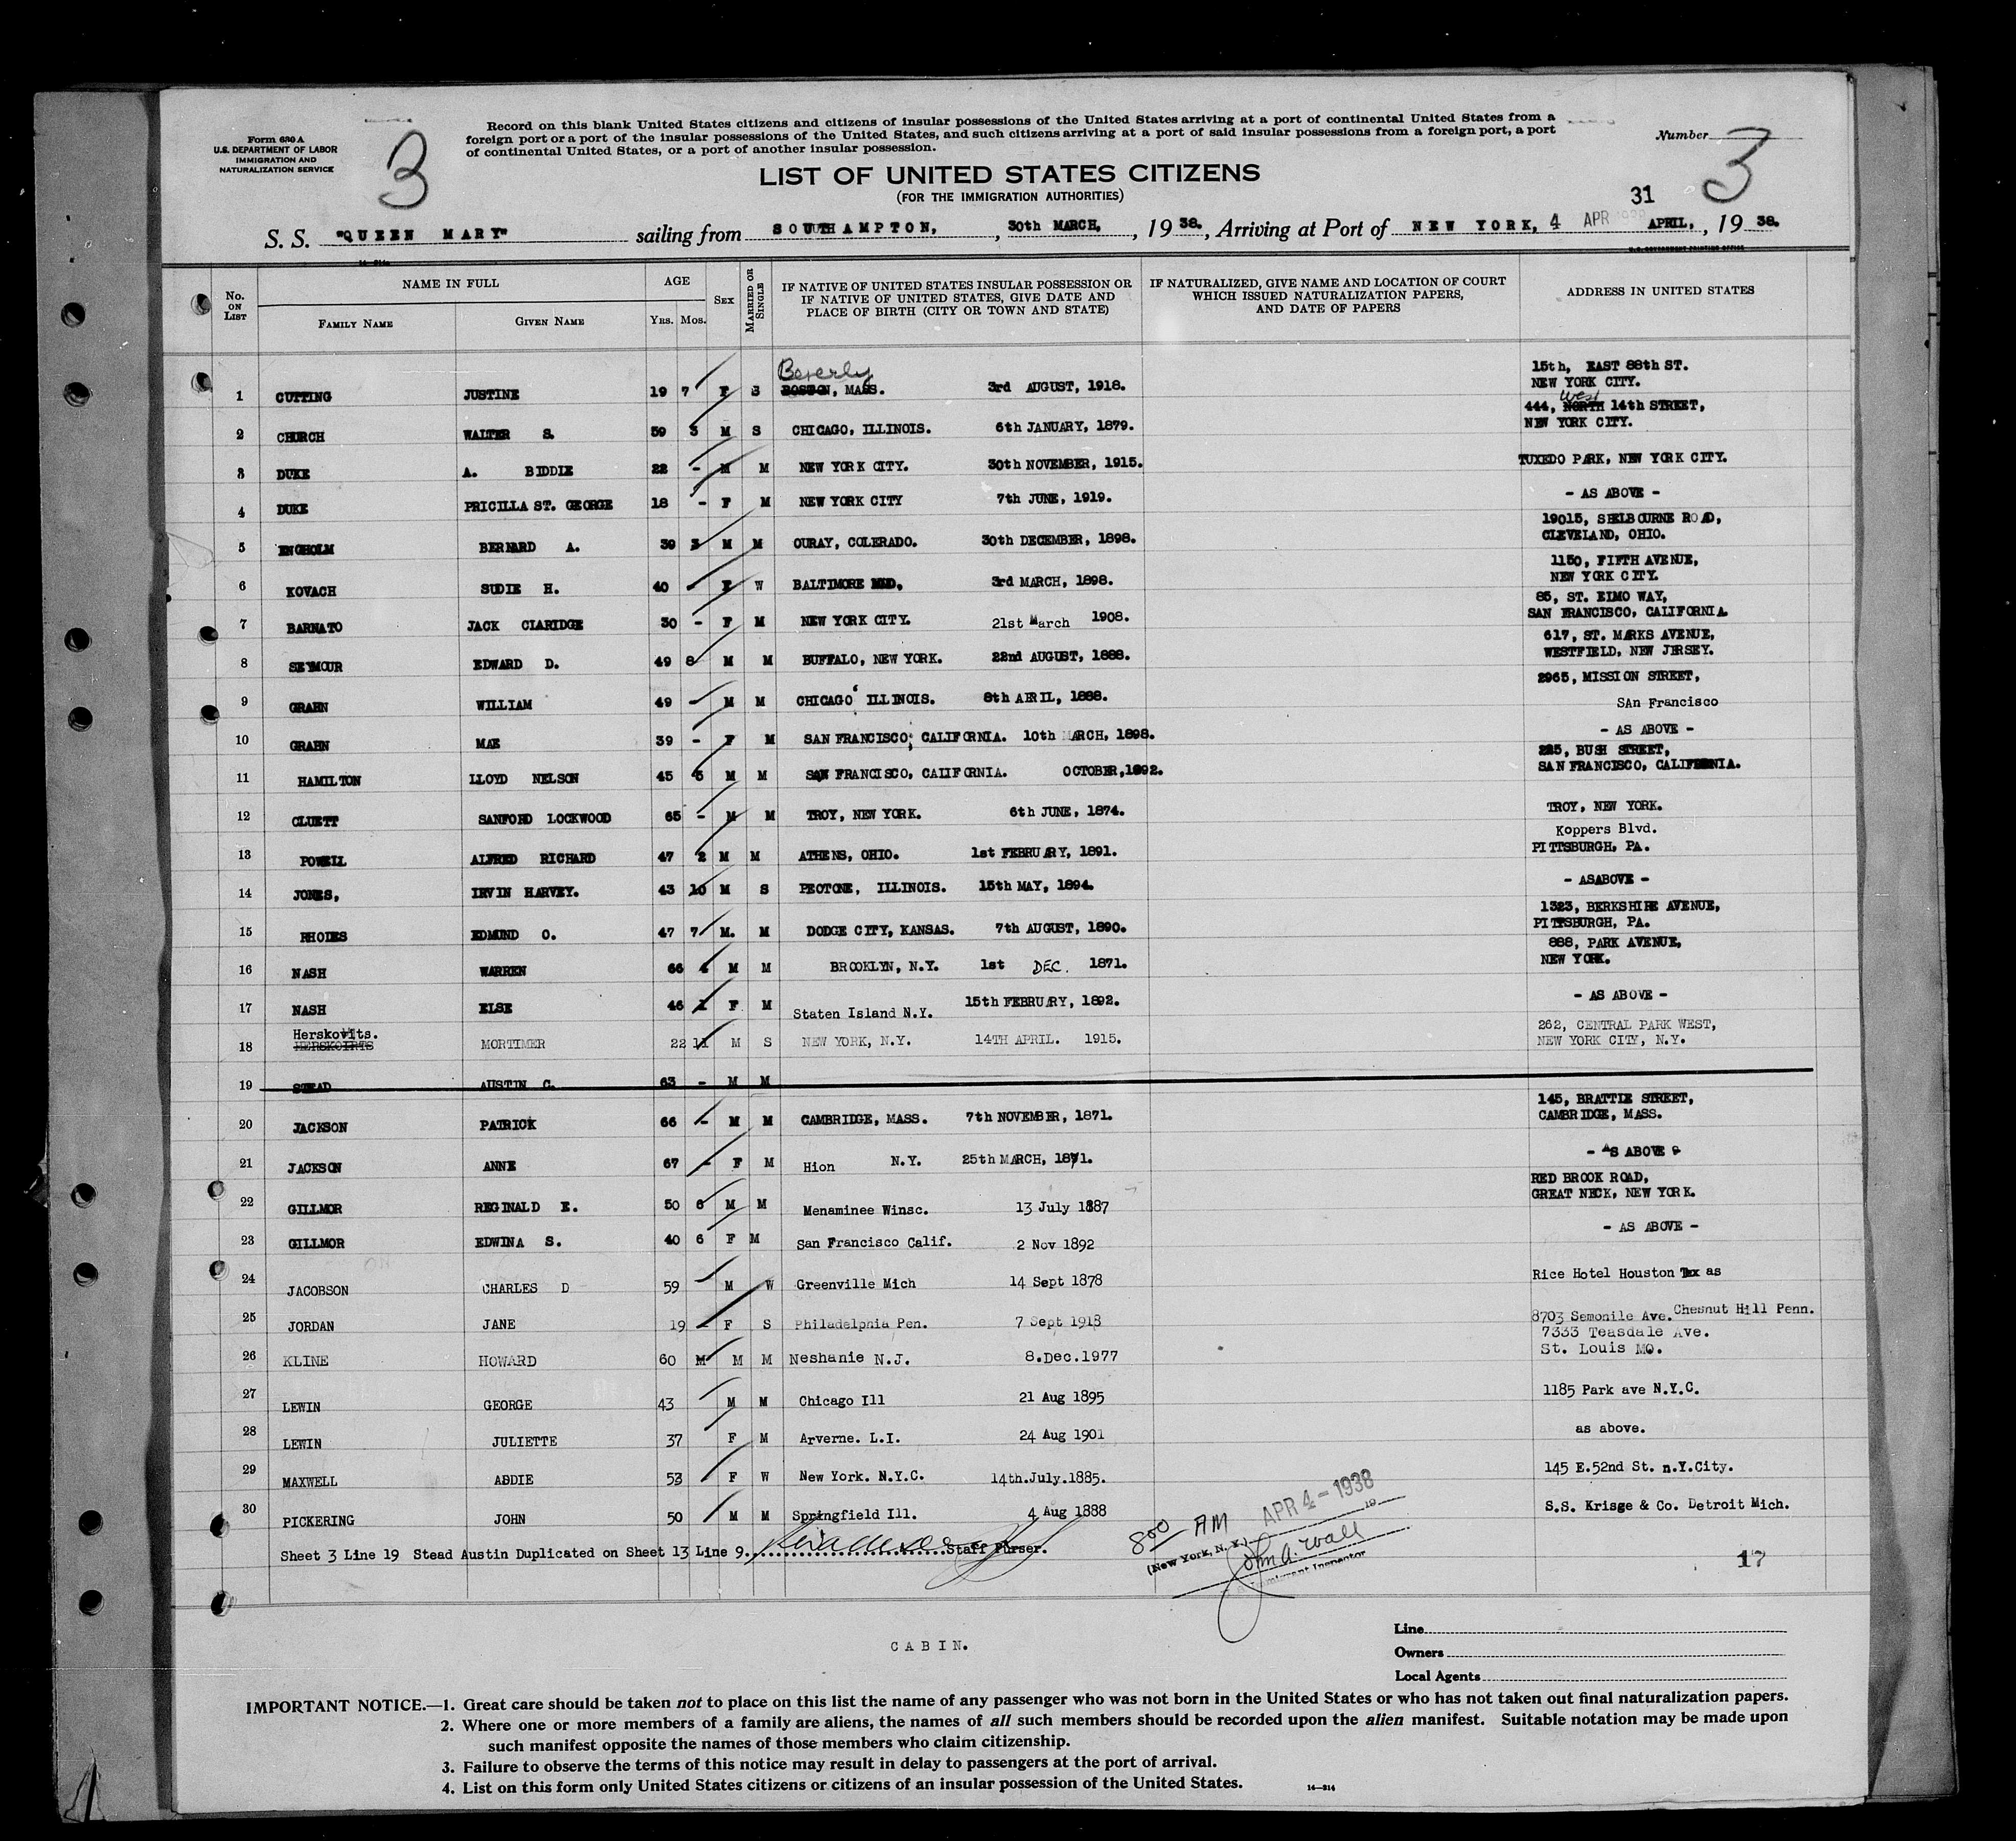 Form 630 A
U.S. DEPARTMENT OF LABOR
IMMIGRATION AND
NATURALIZATION SERVICE
3
Record on this blank United States citizens and citizens of insular possessions of the United States arriving at a port of continental United States from a
foreign port or a port of the insular possessions of the United States, and such citizens arriving at a port of said insular possessions from a foreign port, a port
of continental United States, or a port of another insular possession.
Number 3
LIST OF UNITED STATES CITIZENS
(FOR THE IMMIGRATION AUTHORITIES)
31
S. S. "QUEEN MARY" sailing from SOUTHAMPTON, , 30th MARCH, , 19 38. , Arriving at Port of NEW YORK, 4 APR 1938 APRIL, , 19 38.
U.S. GOVERNMENT PRINTING OFFICE
14-214
No. ON LIST
NAME IN FULL
FAMILY NAME GIVEN NAME
AGE
YRS. MOS.
SEX
MARRIED OR SINGLE
IF NATIVE OF UNITED STATES INSULAR POSSESSION OR
IF NATIVE OF UNITED STATES, GIVE DATE AND
PLACE OF BIRTH (CITY OR TOWN AND STATE)
IF NATURALIZED, GIVE NAME AND LOCATION OF COURT
WHICH ISSUED NATURALIZATION PAPERS,
AND DATE OF PAPERS
ADDRESS IN UNITED STATES
1 CUTTING JUSTINE 19 7 F S Beverly BOSTON, MASS. 3rd AUGUST, 1918. 15th, EAST 88th ST. NEW YORK CITY.
2 CHURCH WALTER S. 59 3 M S CHICAGO, ILLINOIS. 6th JANUARY, 1879. 444, NORTH West 14th STREET, NEW YORK CITY.
3 DUKE A. BIDDLE 22 - M M NEW YORK CITY. 30th NOVEMBER, 1915. TUXEDO PARK, NEW YORK CITY.
4 DUKE PRICILLA ST. GEORGE 18 - F M NEW YORK CITY 7th JUNE, 1919. - AS ABOVE -
5 ENGHOLM BERNARD A. 39 3 M M OURAY, COLERADO. 30th DECEMBER, 1898. 19015, SHELBOURNE ROAD, CLEVELAND, OHIO.
6 KOVACH SUDIE H. 40 - F W BALTIMORE MD, 3rd MARCH, 1898. 1150, FIFTH AVENUE, NEW YORK CITY.
7 BARNATO JACK CLARIDGE 30 - F M NEW YORK CITY. 21st March 1908. 85, ST. ELMO WAY, SAN FRANCISCO, CALIFORNIA.
8 SEYMOUR EDWARD D. 49 8 M M BUFFALO, NEW YORK. 22nd AUGUST, 1888. 617, ST. MARKS AVENUE, WESTFIELD, NEW JERSEY.
9 GRAHN WILLIAM 49 - M M CHICAGO ILLINOIS. 8th APRIL, 1888. 2965, MISSION STREET, SAn Francisco
10 GRAHN MAE 39 - F M SAN FRANCISCO, CALIFORNIA. 10th MARCH, 1898. - AS ABOVE -
11 HAMILTON LLOYD NELSON 45 5 M M SAN FRANCISCO, CALIFORNIA. OCTOBER, 1892. 225, BUSH STREET, SAN FRANCISCO, CALIFORNIA.
12 CLUETT SANFORD LOCKWOOD 65 - M M TROY, NEW YORK. 6th JUNE, 1874. TROY, NEW YORK.
13 POWELL ALFRED RICHARD 47 2 M M ATHENS, OHIO. 1st FEBRUARY, 1891. Koppers Blvd. PITTSBURGH, PA.
14 JONES, IRVIN HARVEY. 43 10 M S PEOTONE, ILLINOIS. 15th MAY, 1894. - ASABOVE -
15 RHODES EDMUND O. 47 7 M. M DODGE CITY, KANSAS. 7th AUGUST, 1890. 1323, BERKSHIRE AVENUE, PITTSBURGH, PA.
16 NASH WARREN 66 4 M M BROOKLYN, N.Y. 1st DEC. 1871. 888, PARK AVENUE, NEW YORK.
17 NASH ELSE 46 1 F M Staten Island N.Y. 15th FEBRUARY, 1892. - AS ABOVE -
18 Herskovits. HERSKOIRTS MORTIMER 22 11 M S NEW YORK, N.Y. 14TH APRIL. 1915. 262, CENTRAL PARK WEST, NEW YORK CITY, N.Y.
19 STEAD AUSTIN C. 63 - M M
20 JACKSON PATRICK 66 - M M CAMBRIDGE, MASS. 7th NOVEMBER, 1871. 145, BRATTLE STREET, CAMBRIDGE, MASS.
21 JACKSON ANNE 67 - F M Hion N.Y. 25th MARCH, 1871. - AS ABOVE -
22 GILLMOR REGINALD E. 50 6 M M Menaminee Winsc. 13 July 1887 RED BROOK ROAD, GREAT NECK, NEW YORK.
23 GILLMOR EDWINA S. 40 6 F M San Francisco Calif. 2 Nov 1892 - AS ABOVE -
24 JACOBSON CHARLES D 59 M W Greenville Mich 14 Sept 1878 Rice Hotel Houston Tex as
25 JORDAN JANE 19 - F S Philadelphia Pen. 7 Sept 1918 8703 Semonile Ave. Chesnut Hill Penn.
26 KLINE HOWARD 60 M M M Neshanie N.J. 8.Dec.1977 7333 Teasdale Ave. St. Louis MO.
27 LEWIN GEORGE 43 M M Chicago Ill 21 Aug 1895 1185 Park ave N.Y.C.
28 LEWIN JULIETTE 37 F M Arverne. L.I. 24 Aug 1901 as above.
29 MAXWELL ADDIE 53 F W New York. N.Y.C. 14th.July.1885. 145 E.52nd St. n.Y.City.
30 PICKERING JOHN 50 M M Springfield Ill. 4 Aug 1888 S.S. Krisge & Co. Detroit Mich.
Sheet 3 Line 19 Stead Austin Duplicated on Sheet 13 Line 9. Staff Purser.
800 AM APR 4 - 1938
(New York, N. Y.) 19
John A. Wall
Immigrant Inspector
17
CABIN.
Line
Owners
Local Agents
IMPORTANT NOTICE.—1. Great care should be taken not to place on this list the name of any passenger who was not born in the United States or who has not taken out final naturalization papers.
2. Where one or more members of a family are aliens, the names of all such members should be recorded upon the alien manifest. Suitable notation may be made upon
such manifest opposite the names of those members who claim citizenship.
3. Failure to observe the terms of this notice may result in delay to passengers at the port of arrival.
4. List on this form only United States citizens or citizens of an insular possession of the United States.
14—214